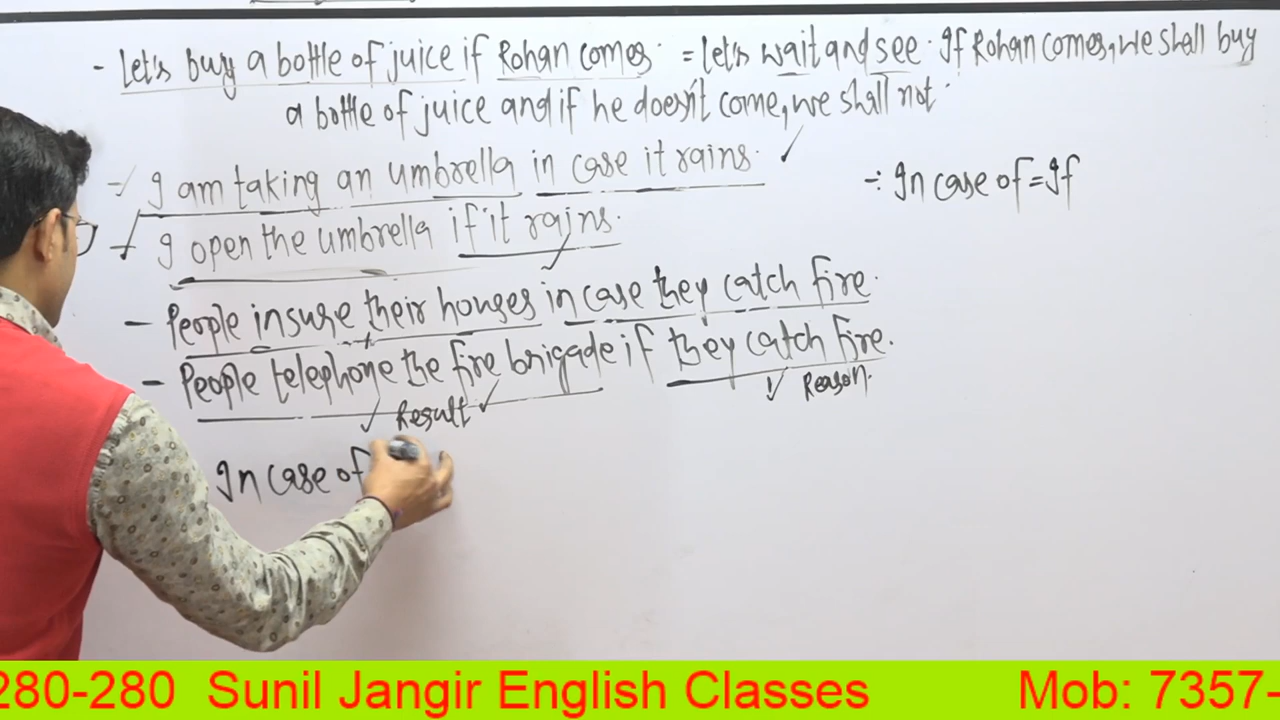 - Let's buy a bottle of juice if Rohan comes. = Let's wait and see. If Rohan comes, we shall buy
a bottle of juice and if he doesn't come, we shall not.
- I am taking an umbrella in case it rains. ✓
∴ In case of = If
I open the umbrella if it rains.
- People insure their houses in case they catch fire.
- People telephone the fire brigade if they catch fire.
Result
Reason.
In case of
280-280 Sunil Jangir English Classes Mob: 7357-